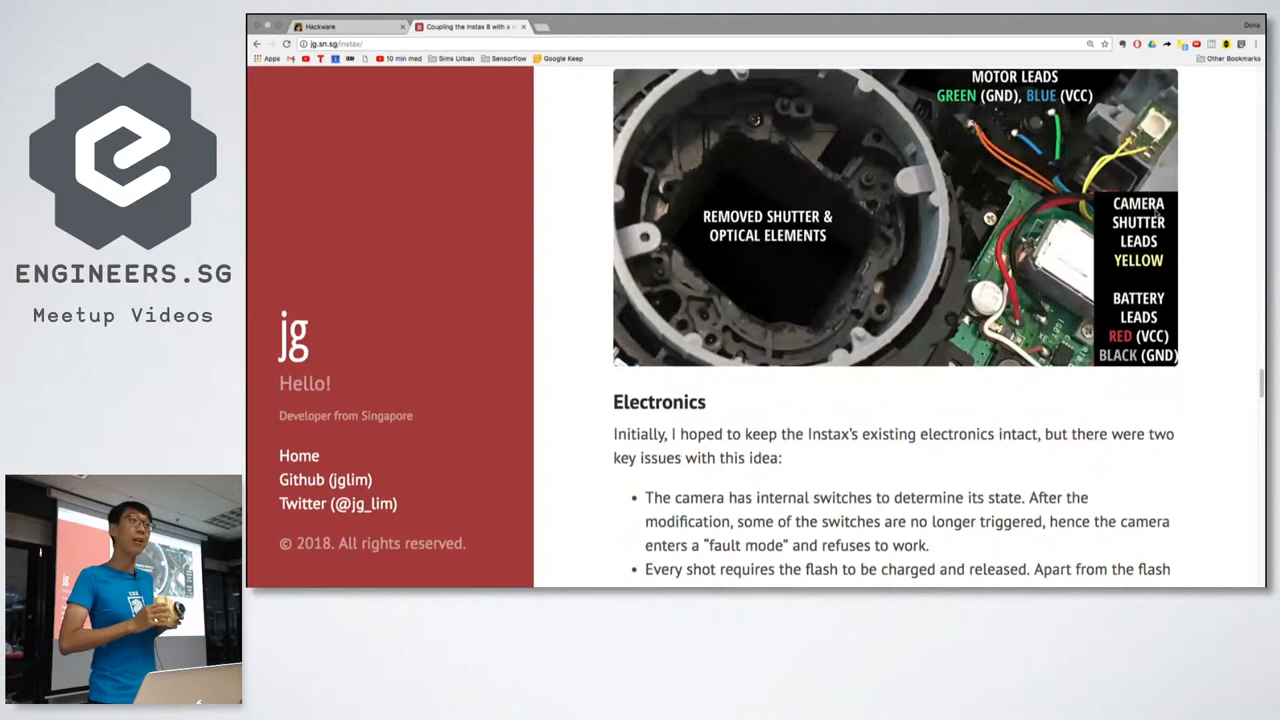 ENGINEERS.SG
Meetup Videos
Hackware
Coupling the Instax 8 with a
Dona
jg.sn.sg/instax/
Apps
10 min med
Sims Urban
Sensorflow
Google Keep
Other Bookmarks
jg
Hello!
Developer from Singapore
Home
Github (jglim)
Twitter (@jg_lim)
© 2018. All rights reserved.
MOTOR LEADS
GREEN (GND), BLUE (VCC)
REMOVED SHUTTER &
OPTICAL ELEMENTS
CAMERA
SHUTTER
LEADS
YELLOW
BATTERY
LEADS
RED (VCC)
BLACK (GND)
Electronics
Initially, I hoped to keep the Instax’s existing electronics intact, but there were two
key issues with this idea:
• The camera has internal switches to determine its state. After the
modification, some of the switches are no longer triggered, hence the camera
enters a “fault mode” and refuses to work.
• Every shot requires the flash to be charged and released. Apart from the flash